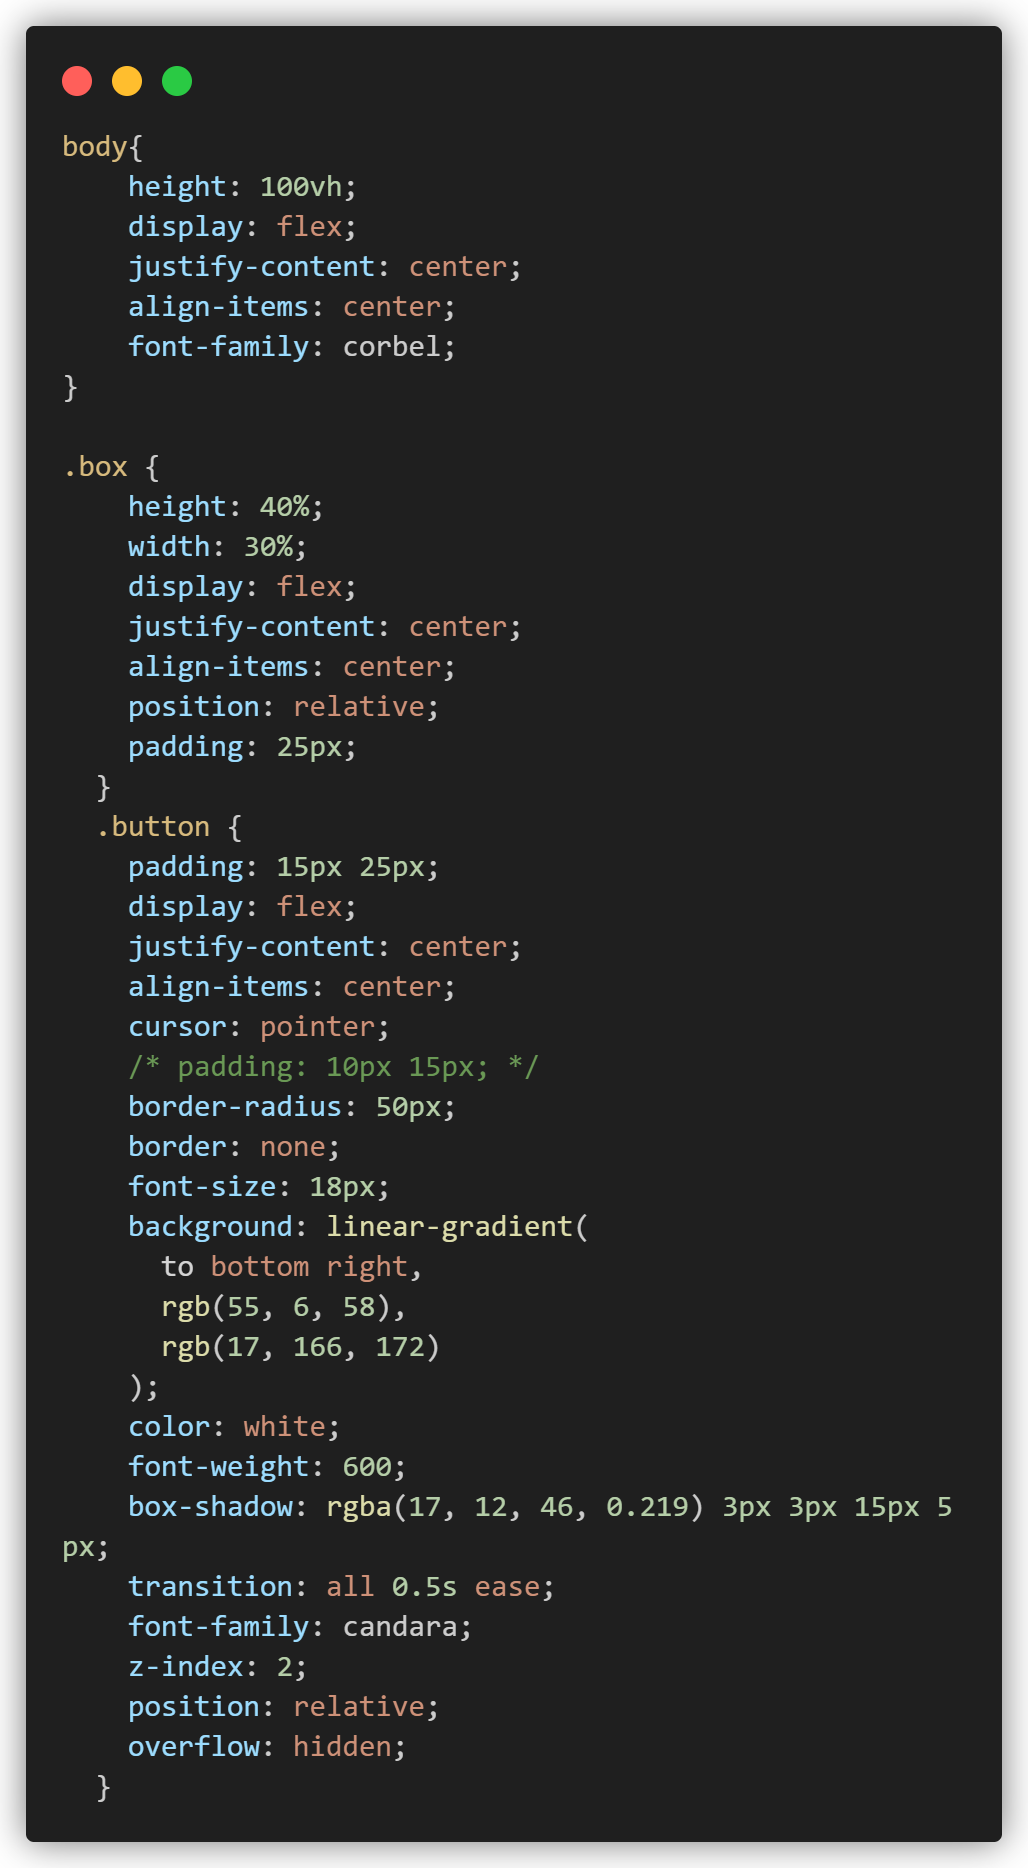 body{
    height: 100vh;
    display: flex;
    justify-content: center;
    align-items: center;
    font-family: corbel;
}

.box {
    height: 40%;
    width: 30%;
    display: flex;
    justify-content: center;
    align-items: center;
    position: relative;
    padding: 25px;
  }
  .button {
    padding: 15px 25px;
    display: flex;
    justify-content: center;
    align-items: center;
    cursor: pointer;
    /* padding: 10px 15px; */
    border-radius: 50px;
    border: none;
    font-size: 18px;
    background: linear-gradient(
      to bottom right,
      rgb(55, 6, 58),
      rgb(17, 166, 172)
    );
    color: white;
    font-weight: 600;
    box-shadow: rgba(17, 12, 46, 0.219) 3px 3px 15px 5
px;
    transition: all 0.5s ease;
    font-family: candara;
    z-index: 2;
    position: relative;
    overflow: hidden;
  }